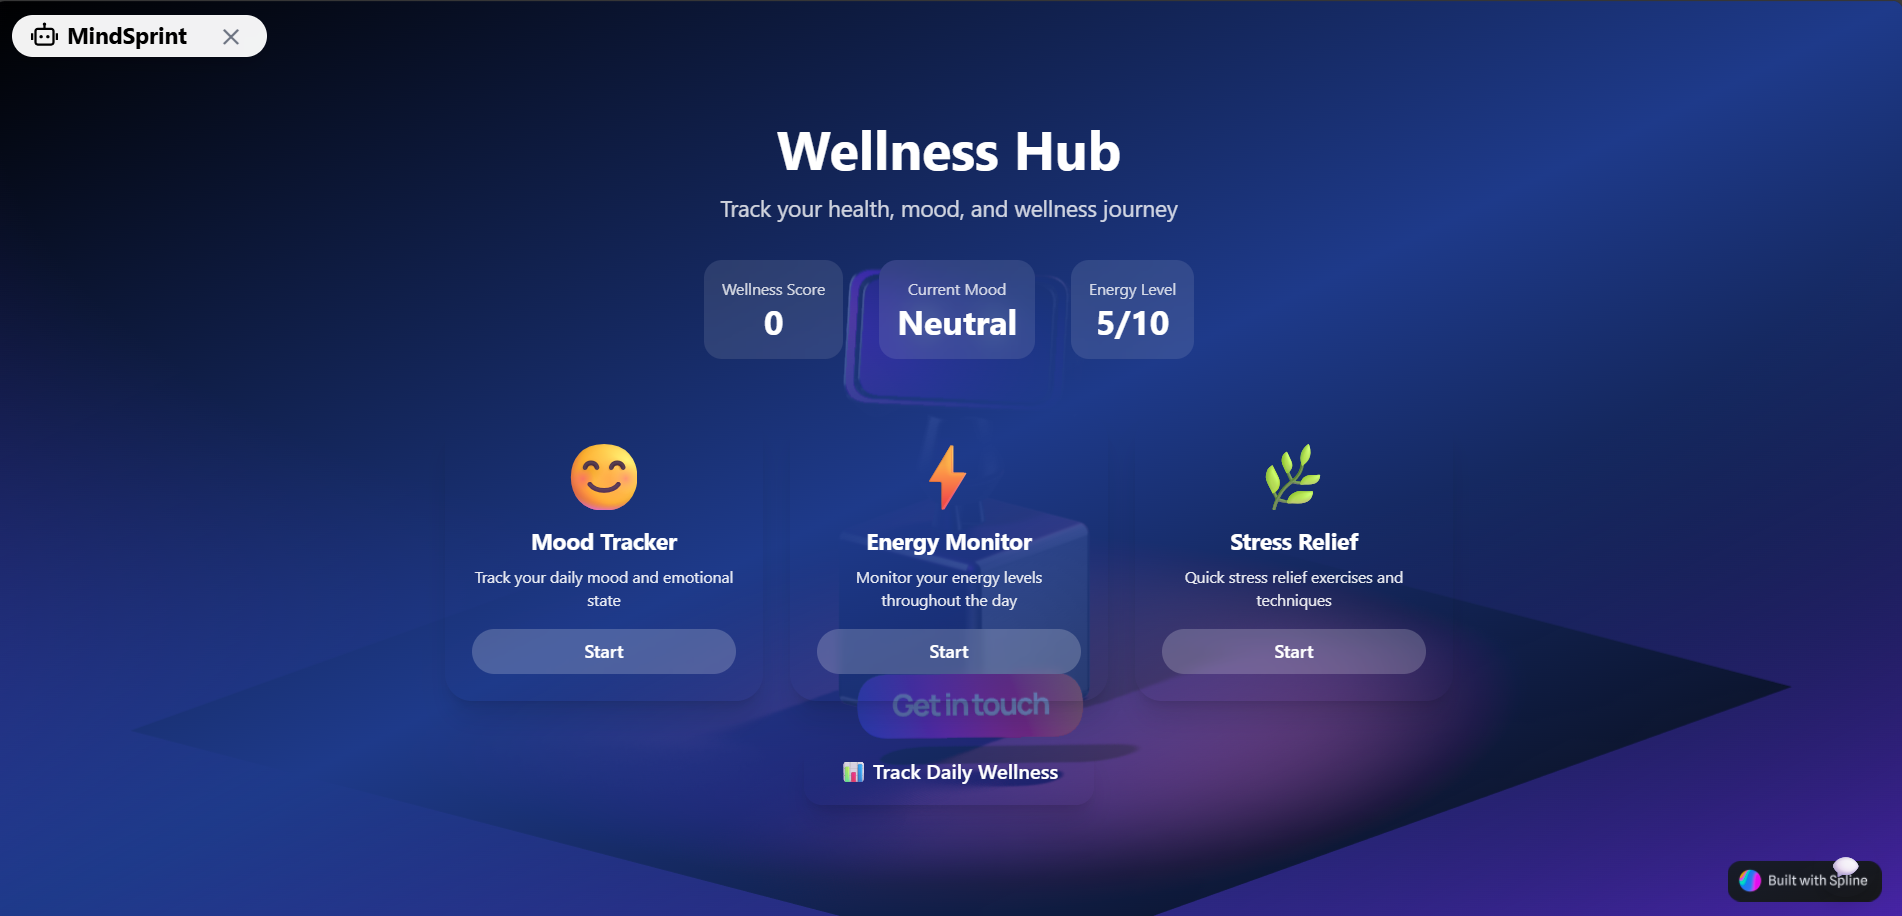 MindSprint
Wellness Hub
Track your health, mood, and wellness journey
Wellness Score
0
Current Mood
Neutral
Energy Level
5/10
Mood Tracker
Track your daily mood and emotional
state
Start
Energy Monitor
Monitor your energy levels
throughout the day
Start
Stress Relief
Quick stress relief exercises and
techniques
Start
Get in touch
Track Daily Wellness
Built with Spline